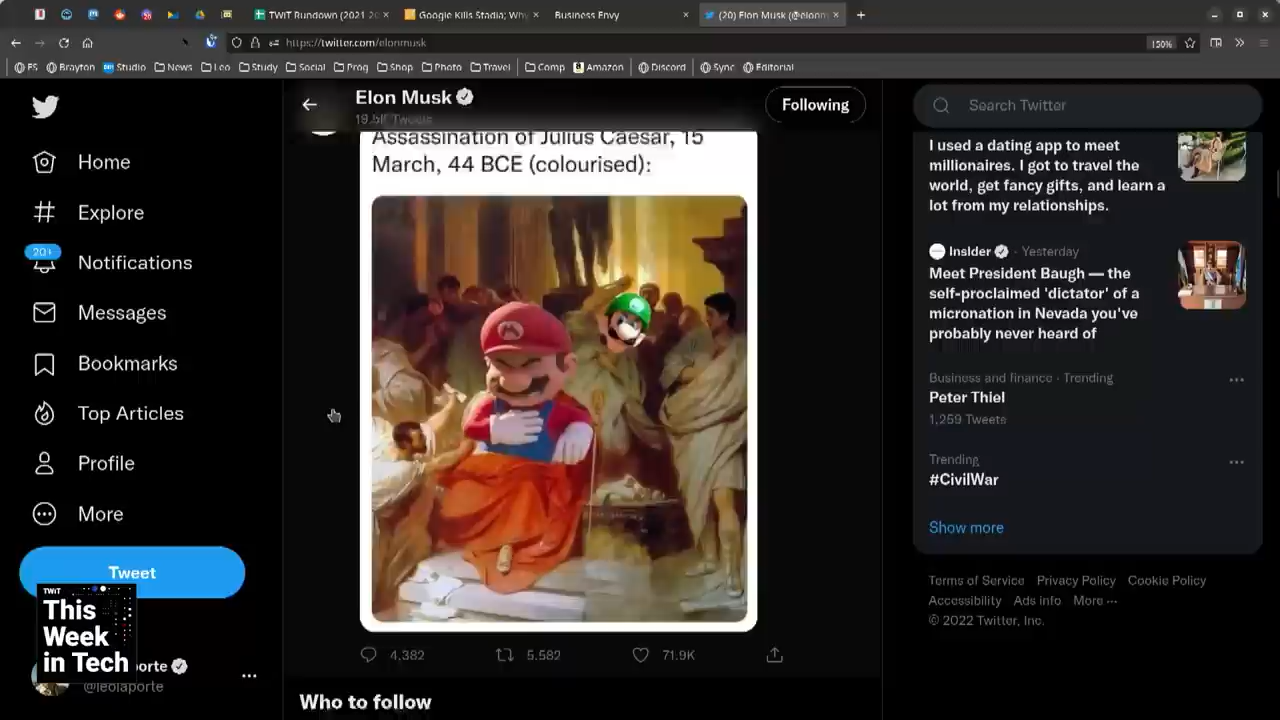 TWiT Rundown (2021 20
Google Kills Stadia; Why
Business Envy
(20) Elon Musk (@elonm
https://twitter.com/elonmusk
150%
FS
Brayton
Studio
News
Leo
Study
Social
Prog
Shop
Photo
Travel
Comp
Amazon
Discord
Sync
Editorial
Home
Explore
20+
Notifications
Messages
Bookmarks
Top Articles
Profile
More
Tweet
TWiT
This
Week
in Tech
porte
@leolaporte
Elon Musk
Tweets
Following
Assassination of Julius Caesar, 15
March, 44 BCE (colourised):
M
4,382
5,582
71.9K
Who to follow
Search Twitter
I used a dating app to meet
millionaires. I got to travel the
world, get fancy gifts, and learn a
lot from my relationships.
Insider · Yesterday
Meet President Baugh — the
self-proclaimed 'dictator' of a
micronation in Nevada you've
probably never heard of
Business and finance · Trending
Peter Thiel
1,259 Tweets
Trending
#CivilWar
Show more
Terms of Service Privacy Policy Cookie Policy
Accessibility Ads info More ···
© 2022 Twitter, Inc.